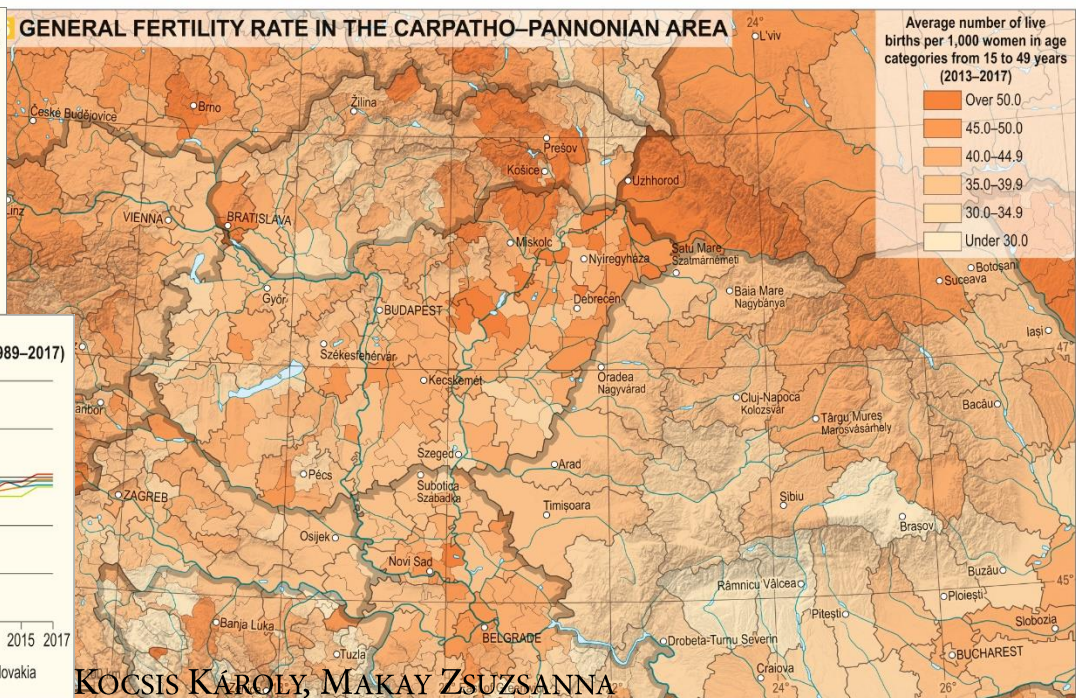 GENERAL FERTILITY RATE IN THE CARPATHO–PANNONIAN AREA
Average number of live
births per 1,000 women in age
categories from 15 to 49 years
(2013–2017)
Over 50.0
45.0–50.0
40.0–44.9
35.0–39.9
30.0–34.9
Under 30.0
24°
L'viv
Brno
České Budějovice
Žilina
Prešov
Košice
Uzhhorod
Linz
VIENNA
BRATISLAVA
Miskolc
Nyíregyháza
Satu Mare
Szatmárnémeti
Botoșani
Suceava
Győr
BUDAPEST
Debrecen
Baia Mare
Nagybánya
Iași
47
989–2017)
Székesfehérvár
Kecskemét
Oradea
Nagyvárad
Cluj-Napoca
Kolozsvár
Bacău
Târgu Mureș
Marosvásárhely
aribor
Szeged
Arad
Pécs
Subotica
Szabadka
ZAGREB
Timișoara
Sibiu
Brașov
Osijek
Novi Sad
Râmnicu Vâlcea
Buzău
45°
Ploiești
Pitești
Slobozia
Banja Luka
BELGRADE
Drobeta-Turnu Severin
2015 2017
Tuzla
BUCHAREST
lovakia
Craiova
24°
26°
KOCSIS KÁROLY, MAKAY ZSUZSANNA